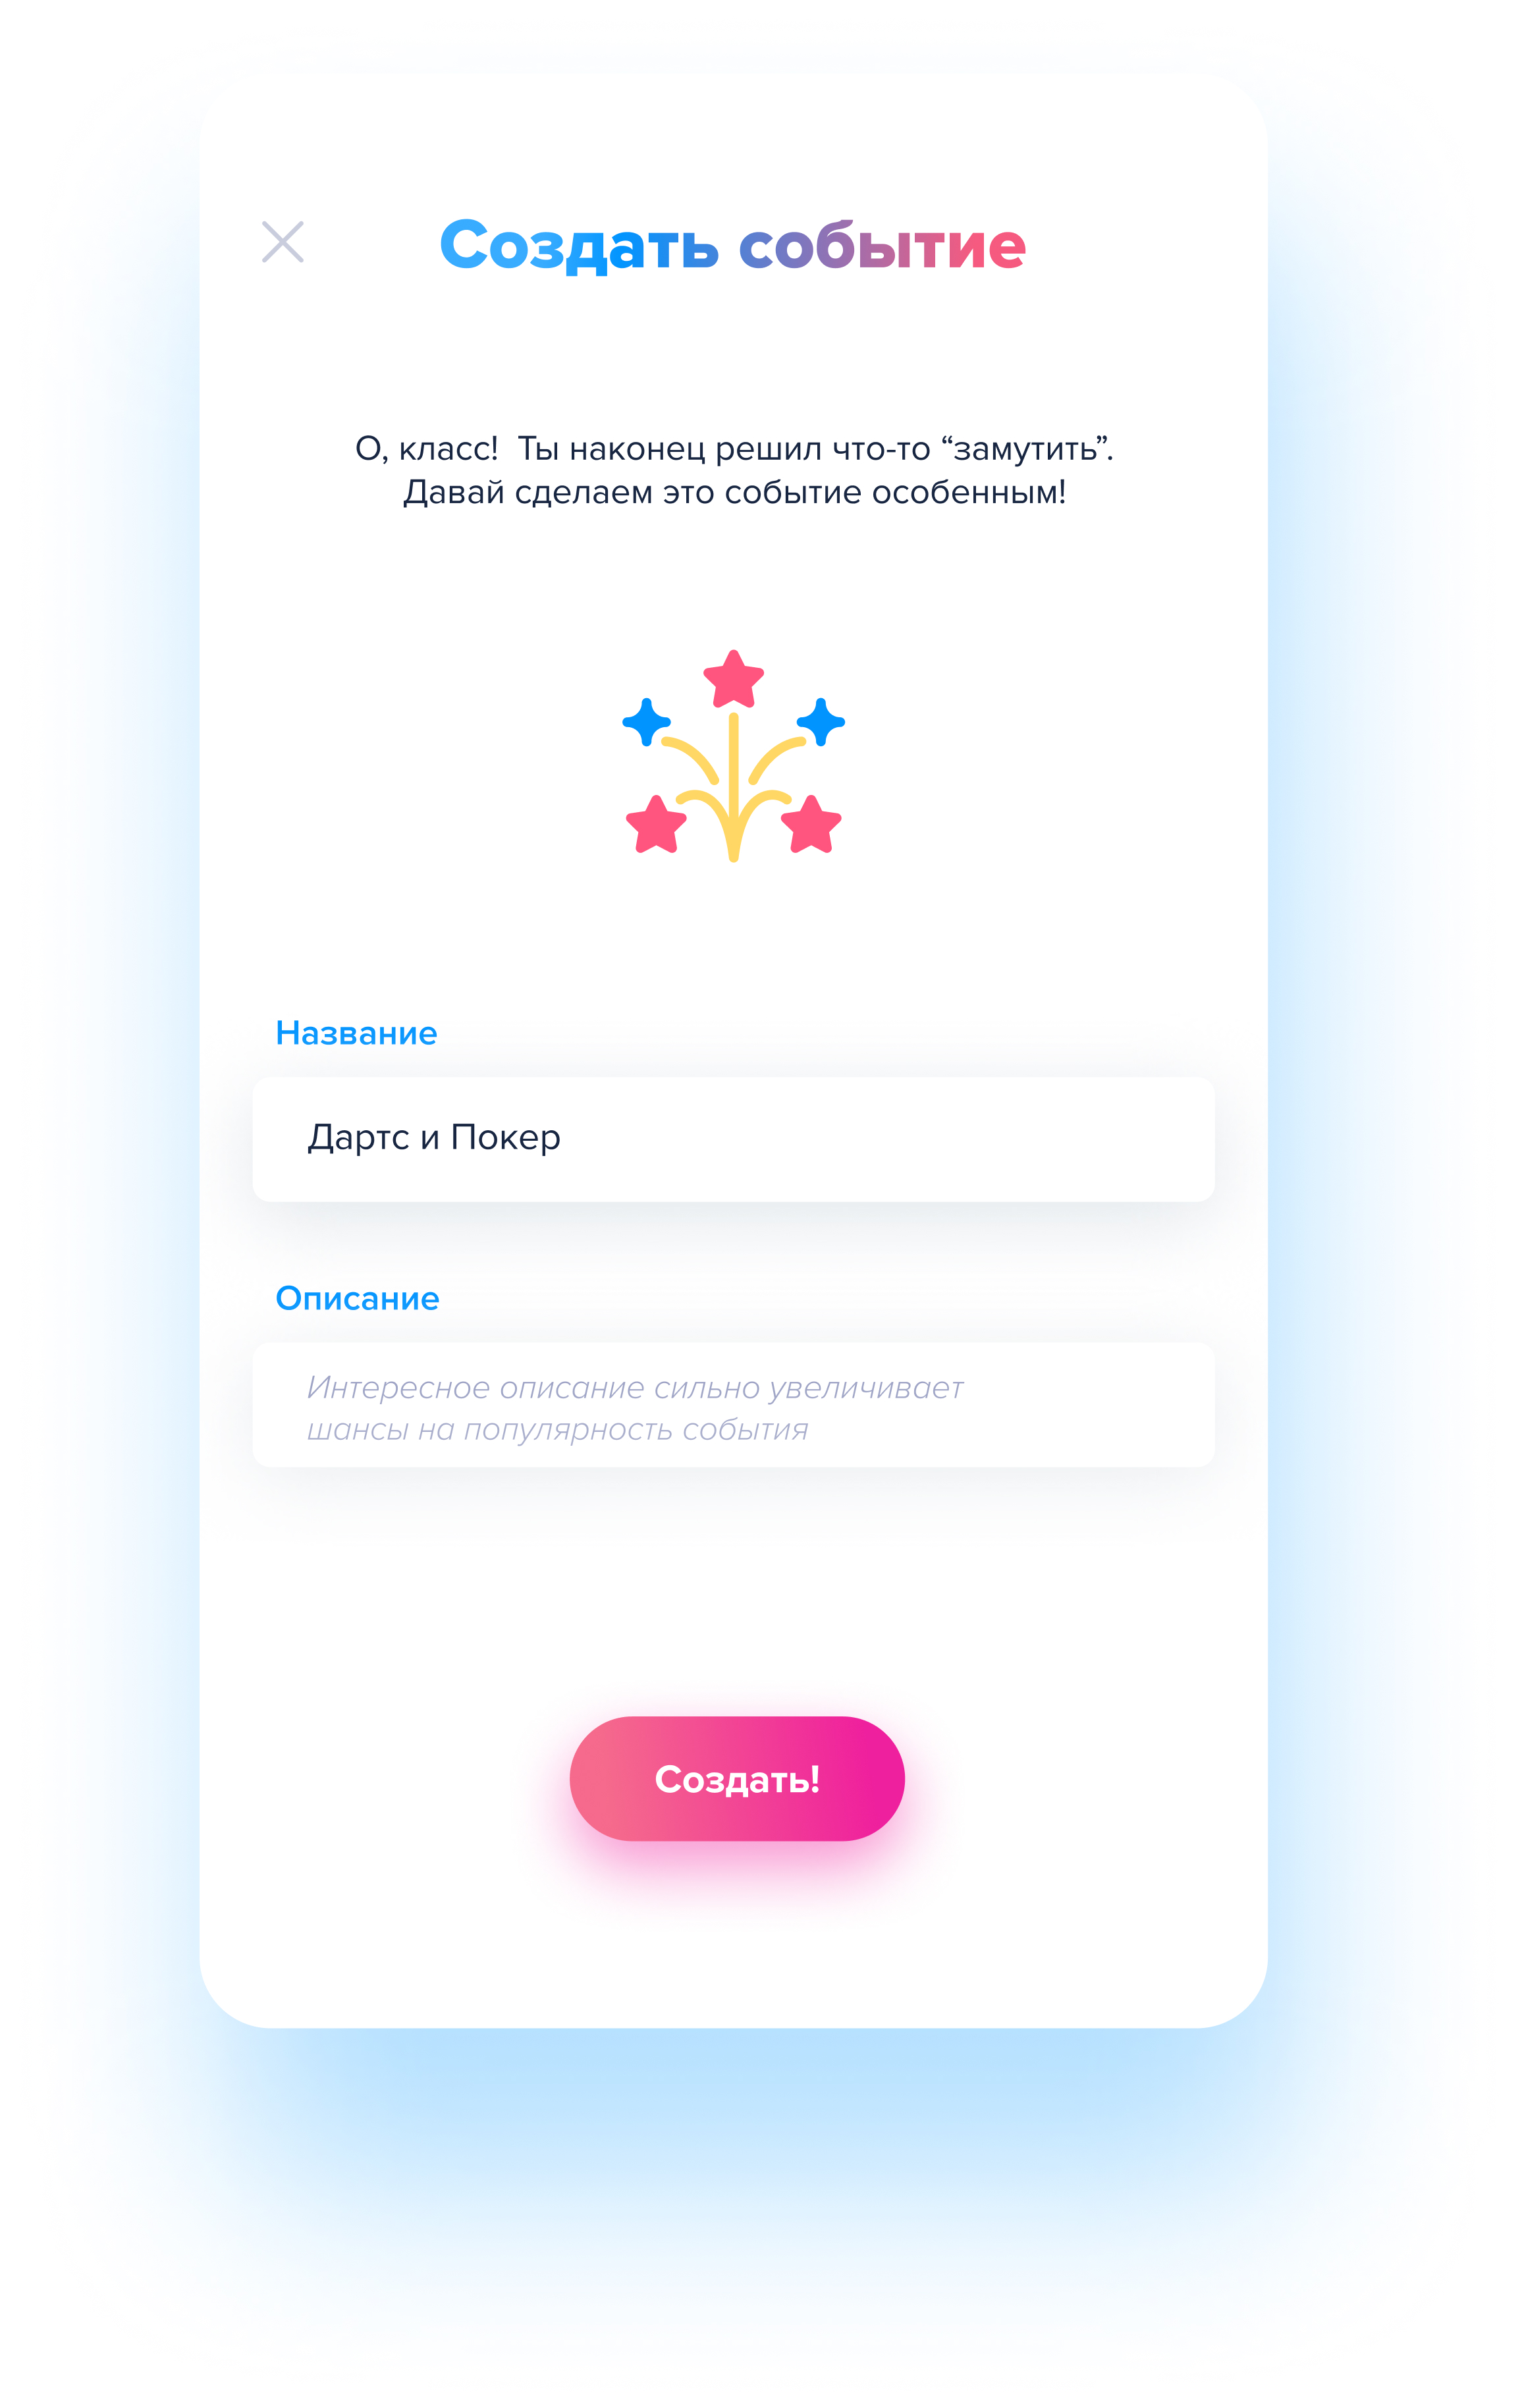 Создать событие
О, класс!  Ты наконец решил что-то “замутить”.
Давай сделаем это событие особенным!
Название
Дартс и Покер
Описание
Интересное описание сильно увеличивает
шансы на популярность события
Создать!